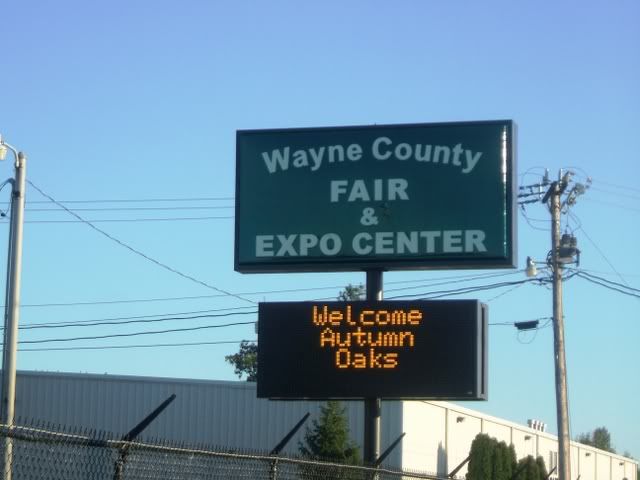 Wayne County
FAIR
&
EXPO CENTER
Welcome
Autumn
Oaks